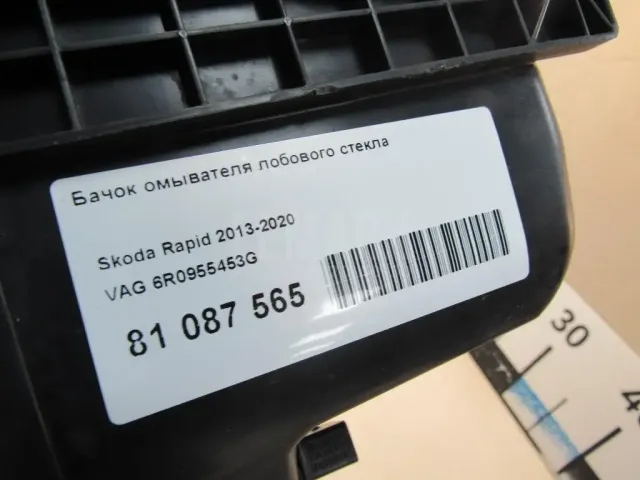 Бачок омывателя лобового стекла
Skoda Rapid 2013-2020
VAG 6R0955453G
81 087 565
30